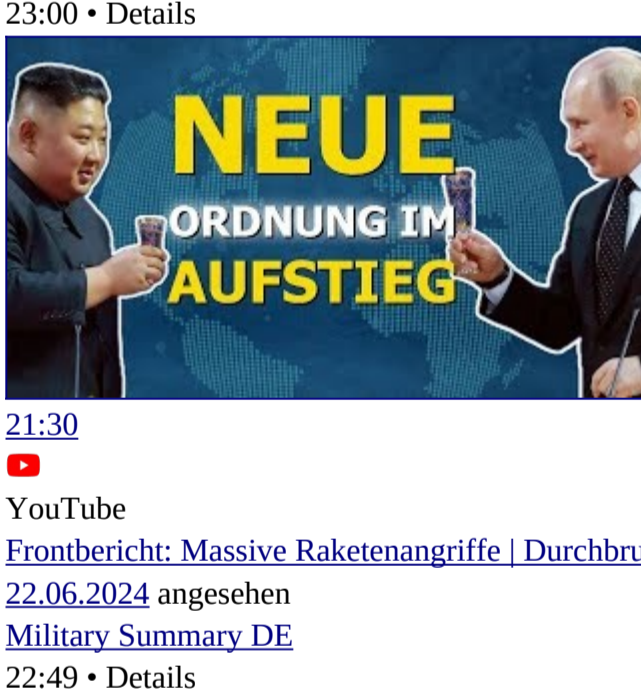 23:00 • Details
NEUE
ORDNUNG IM
AUFSTIEG
21:30
YouTube
Frontbericht: Massive Raketenangriffe |
22.06.2024 angesehen
Military Summary DE
22:49 • Details